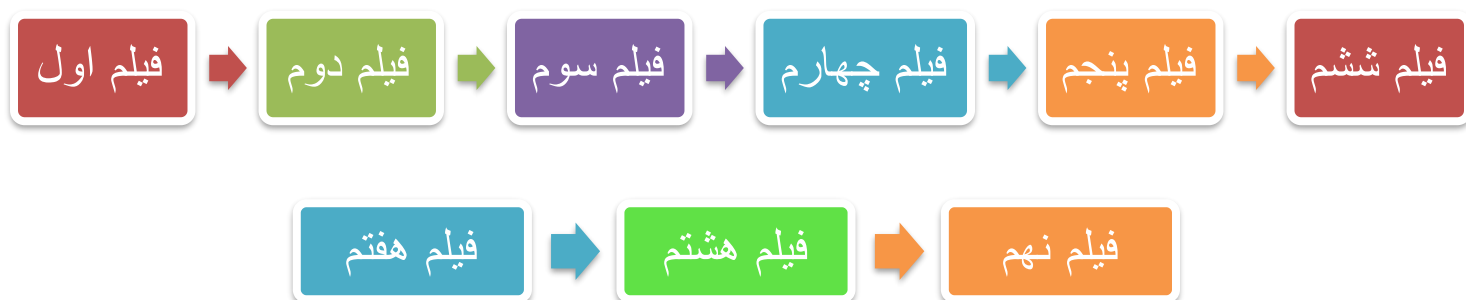 فیلم اول
فیلم دوم
فیلم سوم
فیلم چهارم
فیلم پنجم
فیلم ششم
فیلم هفتم
فیلم هشتم
فیلم نهم